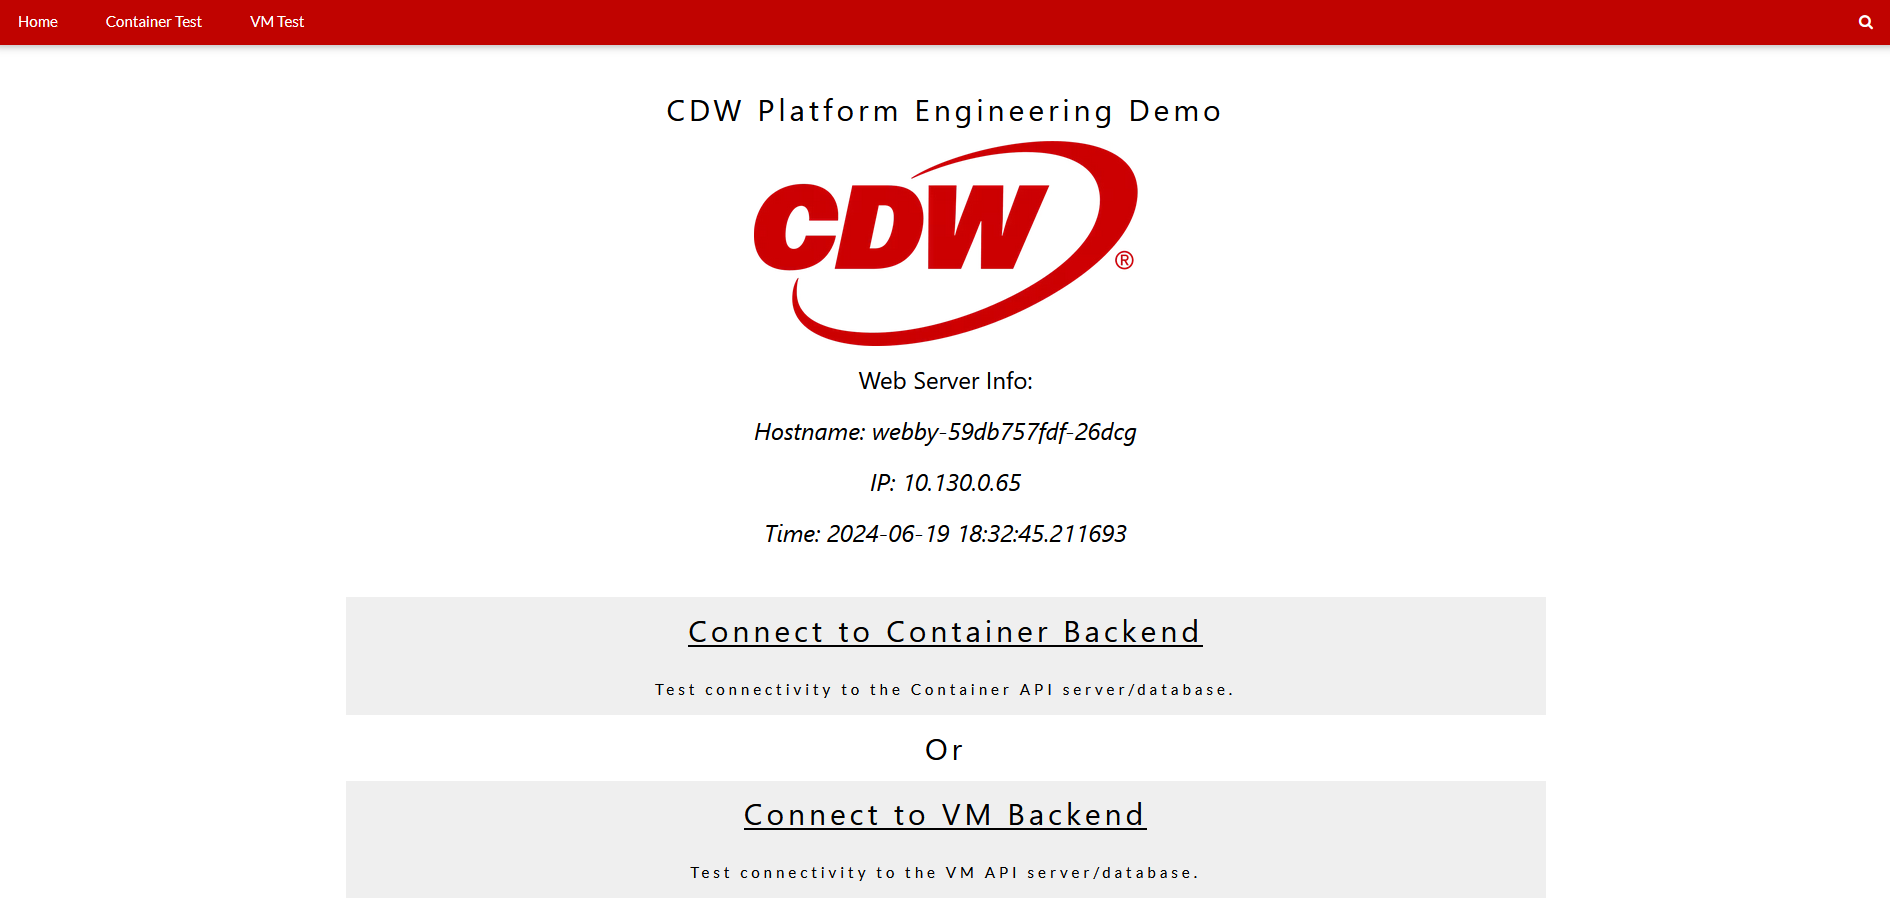 Home Container Test VM Test
CDW Platform Engineering Demo
CDW®
Web Server Info:
Hostname: webby-59db757fdf-26dcg
IP: 10.130.0.65
Time: 2024-06-19 18:32:45.211693
Connect to Container Backend
Test connectivity to the Container API server/database.
Or
Connect to VM Backend
Test connectivity to the VM API server/database.